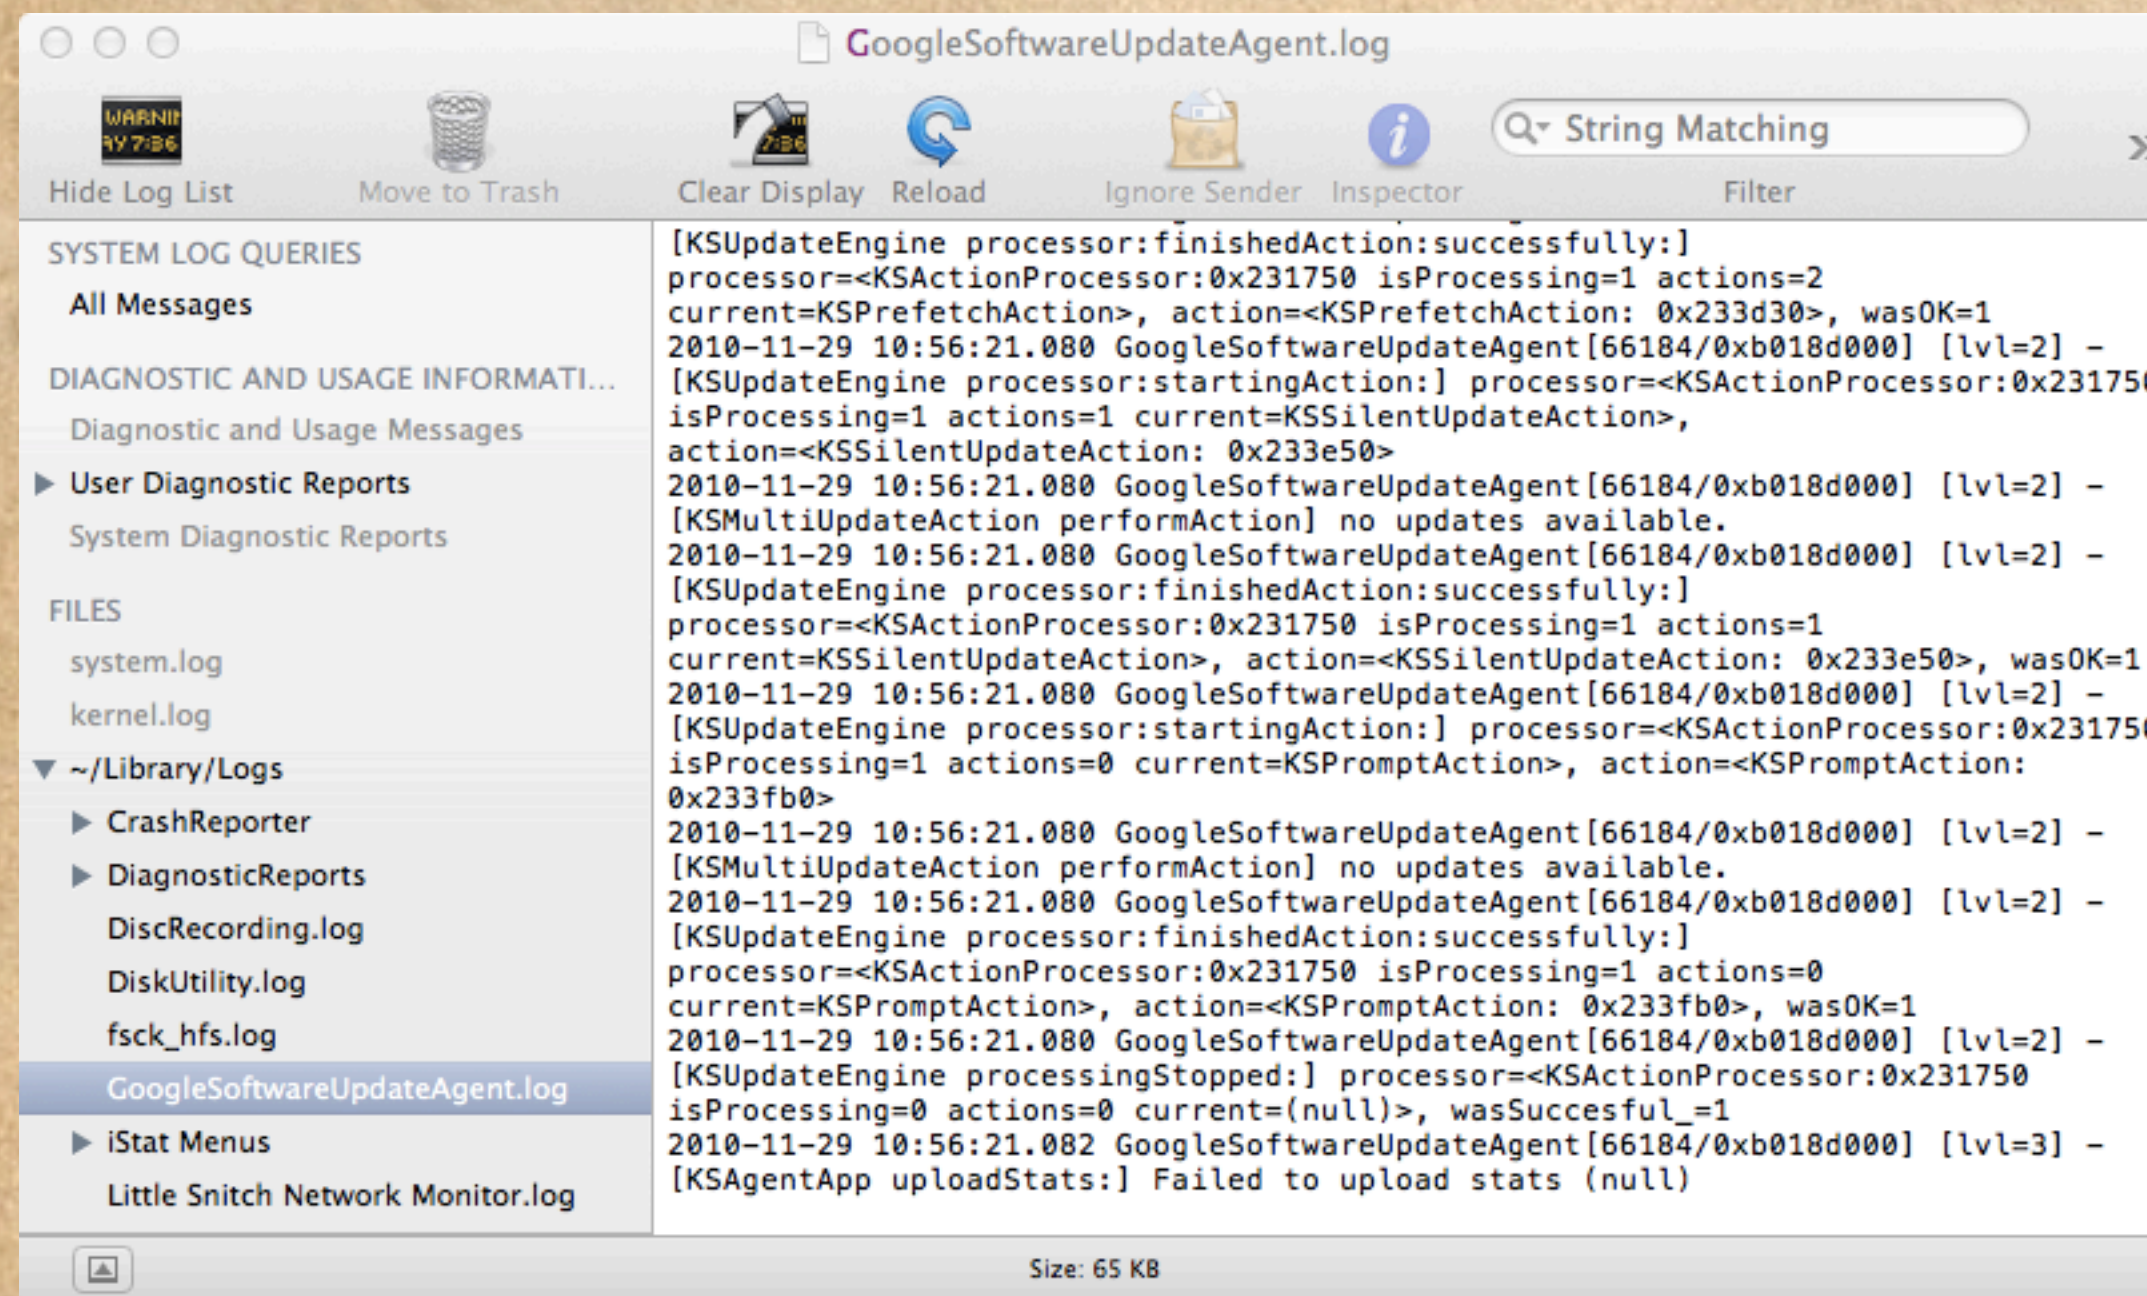 GoogleSoftwareUpdateAgent.log
WARNIN
AY 7:36
7:36
Hide Log List
Move to Trash
Clear Display
Reload
Ignore Sender
Inspector
String Matching
Filter
SYSTEM LOG QUERIES
All Messages
DIAGNOSTIC AND USAGE INFORMATI...
Diagnostic and Usage Messages
User Diagnostic Reports
System Diagnostic Reports
FILES
system.log
kernel.log
~/Library/Logs
CrashReporter
DiagnosticReports
DiscRecording.log
DiskUtility.log
fsck_hfs.log
GoogleSoftwareUpdateAgent.log
iStat Menus
Little Snitch Network Monitor.log
[KSUpdateEngine processor:finishedAction:successfully:]
processor=<KSActionProcessor:0x231750 isProcessing=1 actions=2
current=KSPrefetchAction>, action=<KSPrefetchAction: 0x233d30>, wasOK=1
2010-11-29 10:56:21.080 GoogleSoftwareUpdateAgent[66184/0xb018d000] [lvl=2] -
[KSUpdateEngine processor:startingAction:] processor=<KSActionProcessor:0x231750
isProcessing=1 actions=1 current=KSSilentUpdateAction>,
action=<KSSilentUpdateAction: 0x233e50>
2010-11-29 10:56:21.080 GoogleSoftwareUpdateAgent[66184/0xb018d000] [lvl=2] -
[KSMultiUpdateAction performAction] no updates available.
2010-11-29 10:56:21.080 GoogleSoftwareUpdateAgent[66184/0xb018d000] [lvl=2] -
[KSUpdateEngine processor:finishedAction:successfully:]
processor=<KSActionProcessor:0x231750 isProcessing=1 actions=1
current=KSSilentUpdateAction>, action=<KSSilentUpdateAction: 0x233e50>, wasOK=1
2010-11-29 10:56:21.080 GoogleSoftwareUpdateAgent[66184/0xb018d000] [lvl=2] -
[KSUpdateEngine processor:startingAction:] processor=<KSActionProcessor:0x231750
isProcessing=1 actions=0 current=KSPromptAction>, action=<KSPromptAction:
0x233fb0>
2010-11-29 10:56:21.080 GoogleSoftwareUpdateAgent[66184/0xb018d000] [lvl=2] -
[KSMultiUpdateAction performAction] no updates available.
2010-11-29 10:56:21.080 GoogleSoftwareUpdateAgent[66184/0xb018d000] [lvl=2] -
[KSUpdateEngine processor:finishedAction:successfully:]
processor=<KSActionProcessor:0x231750 isProcessing=1 actions=0
current=KSPromptAction>, action=<KSPromptAction: 0x233fb0>, wasOK=1
2010-11-29 10:56:21.080 GoogleSoftwareUpdateAgent[66184/0xb018d000] [lvl=2] -
[KSUpdateEngine processingStopped:] processor=<KSActionProcessor:0x231750
isProcessing=0 actions=0 current=(null)>, wasSuccesful_=1
2010-11-29 10:56:21.082 GoogleSoftwareUpdateAgent[66184/0xb018d000] [lvl=3] -
[KSAgentApp uploadStats:] Failed to upload stats (null)
Size: 65 KB